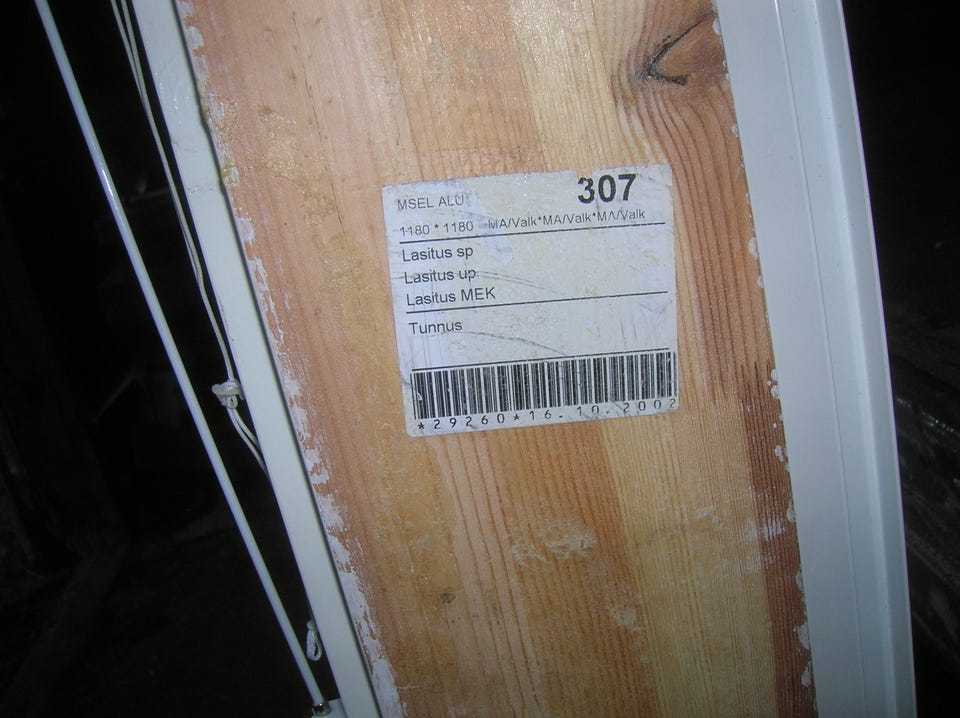 MSEL ALU 307
1180 * 1180 MA/Valk*MA/Valk*MA/Valk
Lasitus sp
Lasitus up
Lasitus MEK
Tunnus
*29260*16.10.2002